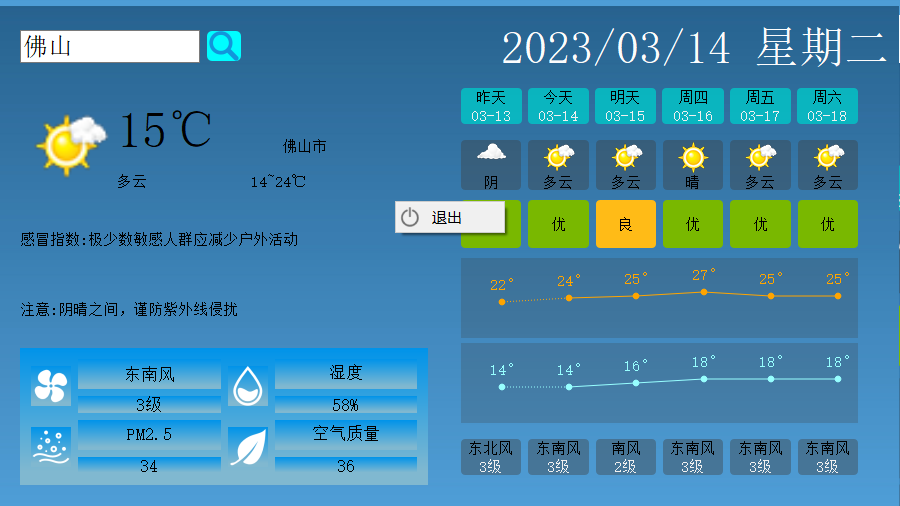 佛山
2023/03/14 星期二
15℃
佛山市
多云
14~24℃
感冒指数:极少数敏感人群应减少户外活动
注意:阴晴之间，谨防紫外线侵扰
东南风
3级
湿度
58%
PM2.5
34
空气质量
36
退出
昨天 今天 明天 周四 周五 周六
03-13 03-14 03-15 03-16 03-17 03-18
阴 多云 多云 晴 多云 多云
优 良 优 优 优
22° 24° 25° 27° 25° 25°
14° 14° 16° 18° 18° 18°
东北风 东南风 南风 东南风 东南风 东南风
3级 3级 2级 3级 3级 3级